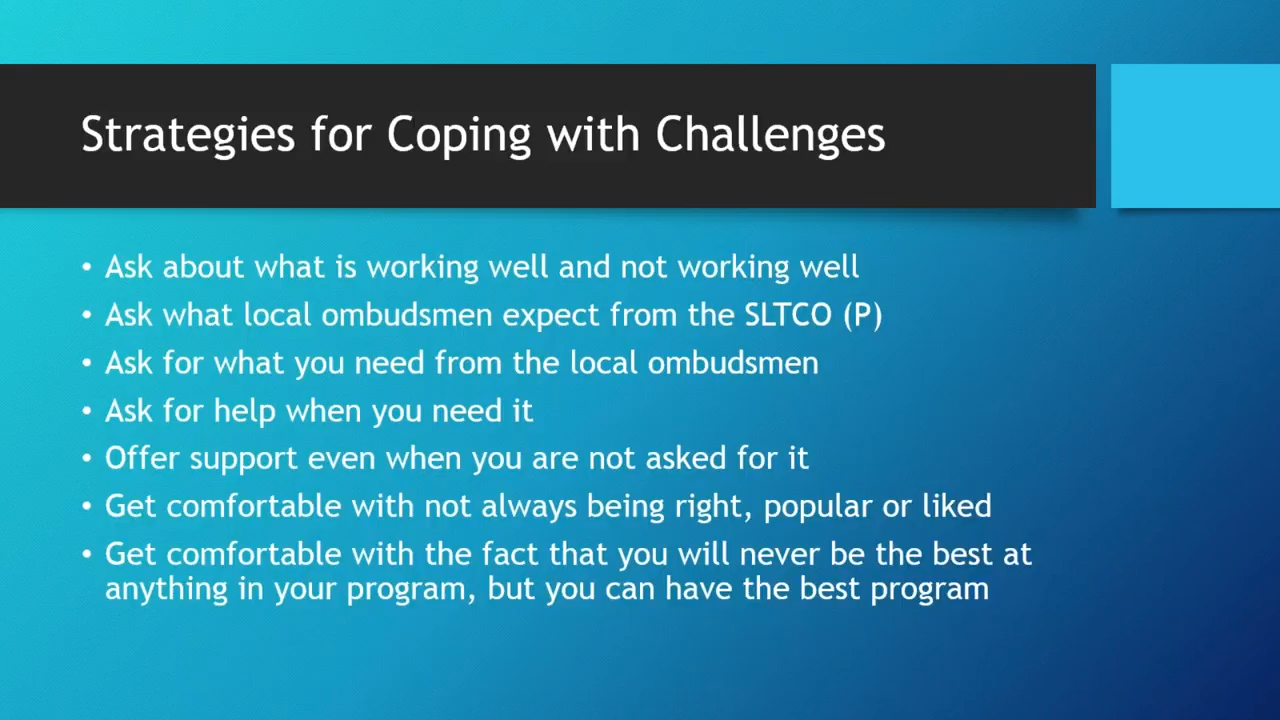 Strategies for Coping with Challenges
• Ask about what is working well and not working well
• Ask what local ombudsmen expect from the SLTCO (P)
• Ask for what you need from the local ombudsmen
• Ask for help when you need it
• Offer support even when you are not asked for it
• Get comfortable with not always being right, popular or liked
• Get comfortable with the fact that you will never be the best at
anything in your program, but you can have the best program